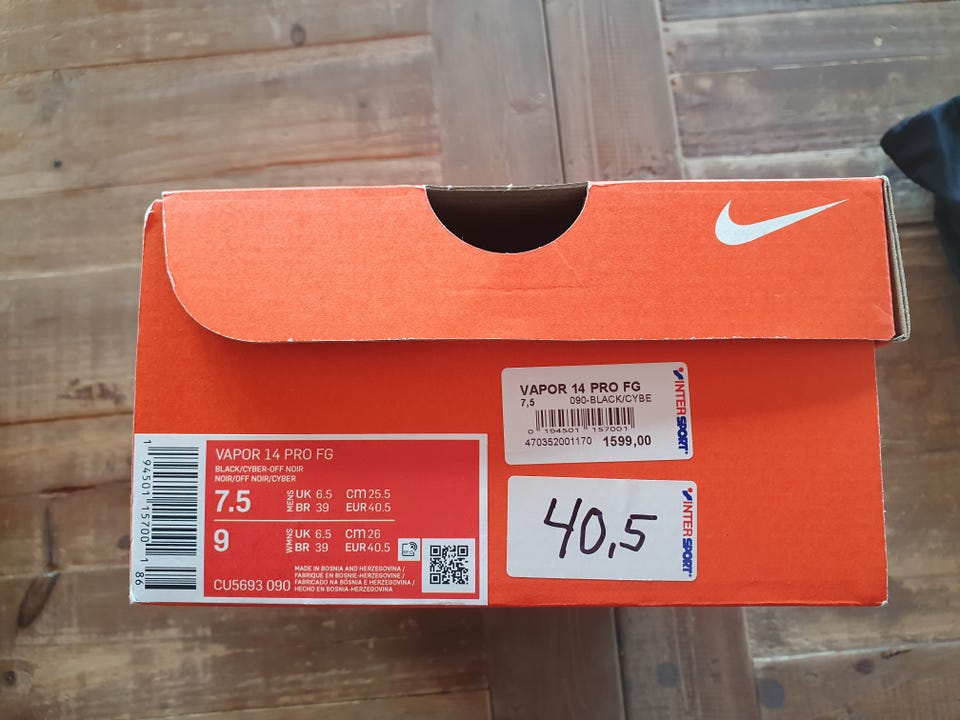 VAPOR 14 PRO FG
7,5 090-BLACK/CYBE
0 194501 157001
470352001170 1599,00
INTERSPORT
40,5
INTERSPORT
1 94501 15700 1 86
VAPOR 14 PRO FG
BLACK/CYBER-OFF NOIR
NOIR/OFF NOIR/CYBER
7.5 MENS UK 6.5 cm 25.5
BR 39 EUR 40.5
9 WMNS UK 6.5 cm 26
BR 39 EUR 40.5
MADE IN BOSNIA AND HERZEGOVINA /
FABRIQUE EN BOSNIE-HERZEGOVINE /
FABRICADO NA BÓSNIA E HERZEGOVINA /
CU5693 090 HECHO EN BOSNIA-HERZEGOVINA